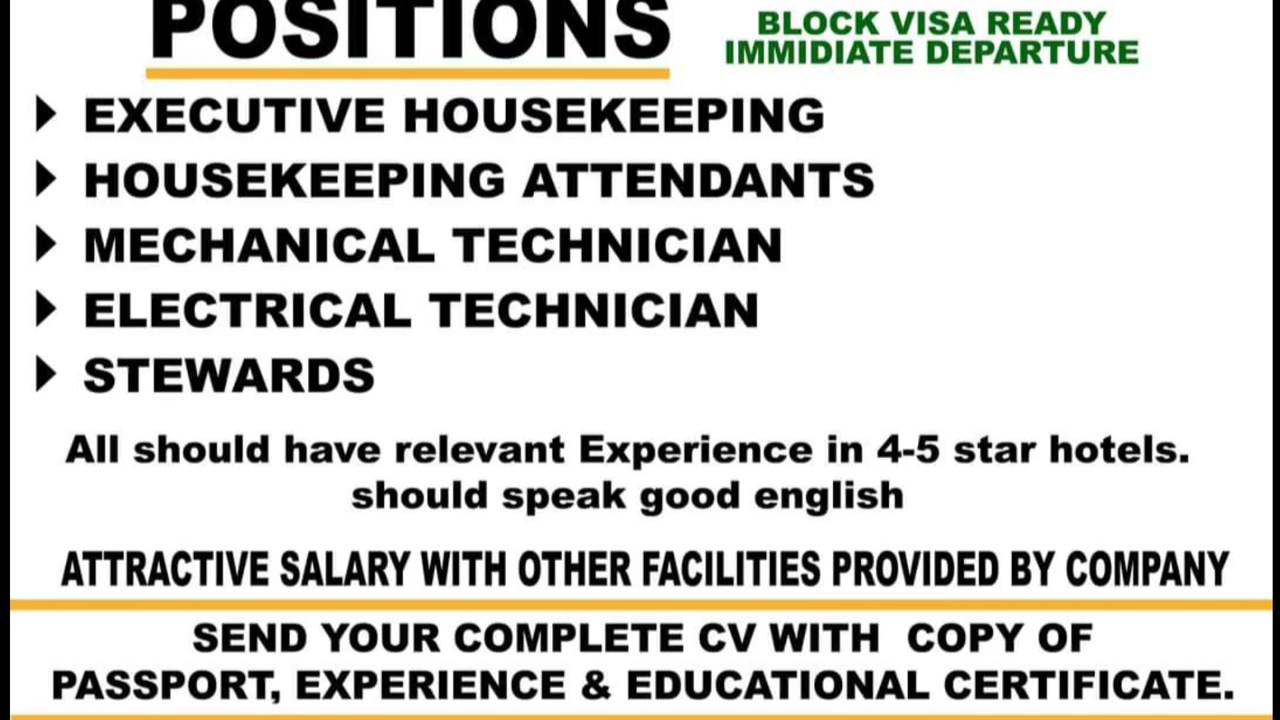 POSITIONS
BLOCK VISA READY
IMMIDIATE DEPARTURE
EXECUTIVE HOUSEKEEPING
HOUSEKEEPING ATTENDANTS
MECHANICAL TECHNICIAN
ELECTRICAL TECHNICIAN
STEWARDS
All should have relevant Experience in 4-5 star hotels.
should speak good english
ATTRACTIVE SALARY WITH OTHER FACILITIES PROVIDED BY COMPANY
SEND YOUR COMPLETE CV WITH COPY OF
PASSPORT, EXPERIENCE & EDUCATIONAL CERTIFICATE.